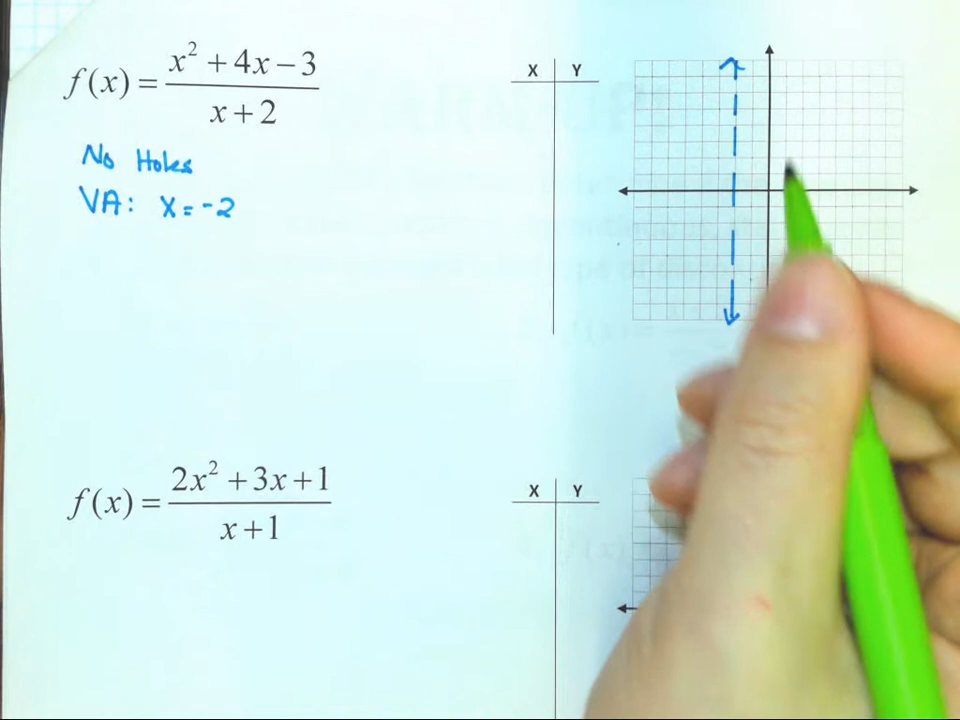 f(x) = (x² + 4x − 3)/(x + 2)
X Y
No Holes
VA: x = -2
f(x) = (2x² + 3x + 1)/(x + 1)
X Y